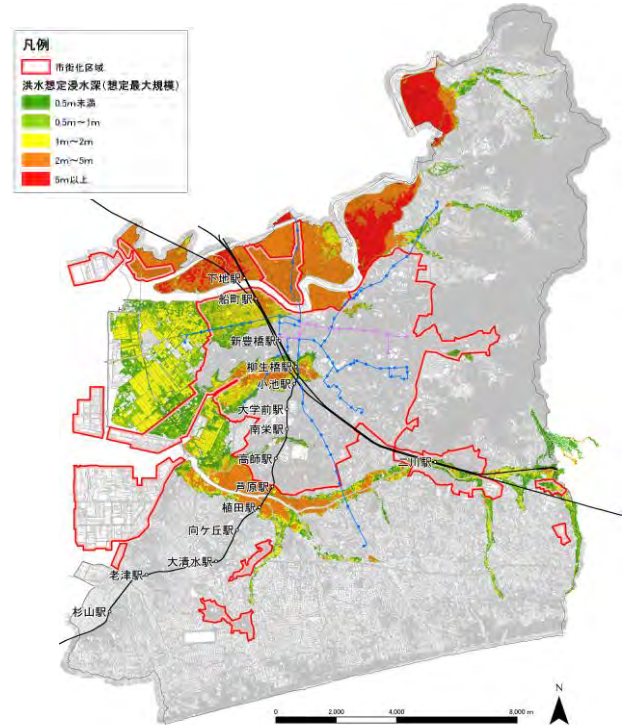 凡例
市街化区域
洪水想定浸水深(想定最大規模)
0.5m未満
0.5m~1m
1m~2m
2m~5m
5m以上
下地駅
船町駅
新豊橋駅
柳生橋駅
小池駅
大学前駅
南栄駅
高師駅
二川駅
芦原駅
植田駅
向ケ丘駅
大清水駅
老津駅
杉山駅
N
0 2,000 4,000 8,000 m